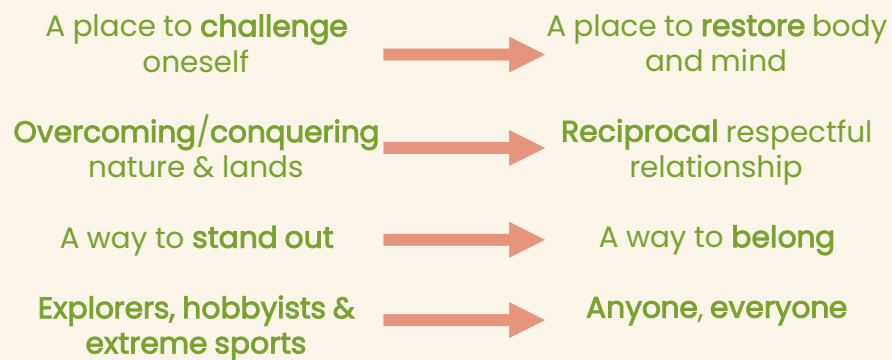 A place to challenge
oneself
A place to restore body
and mind
Overcoming/conquering
nature & lands
Reciprocal respectful
relationship
A way to stand out
A way to belong
Explorers, hobbyists &
extreme sports
Anyone, everyone